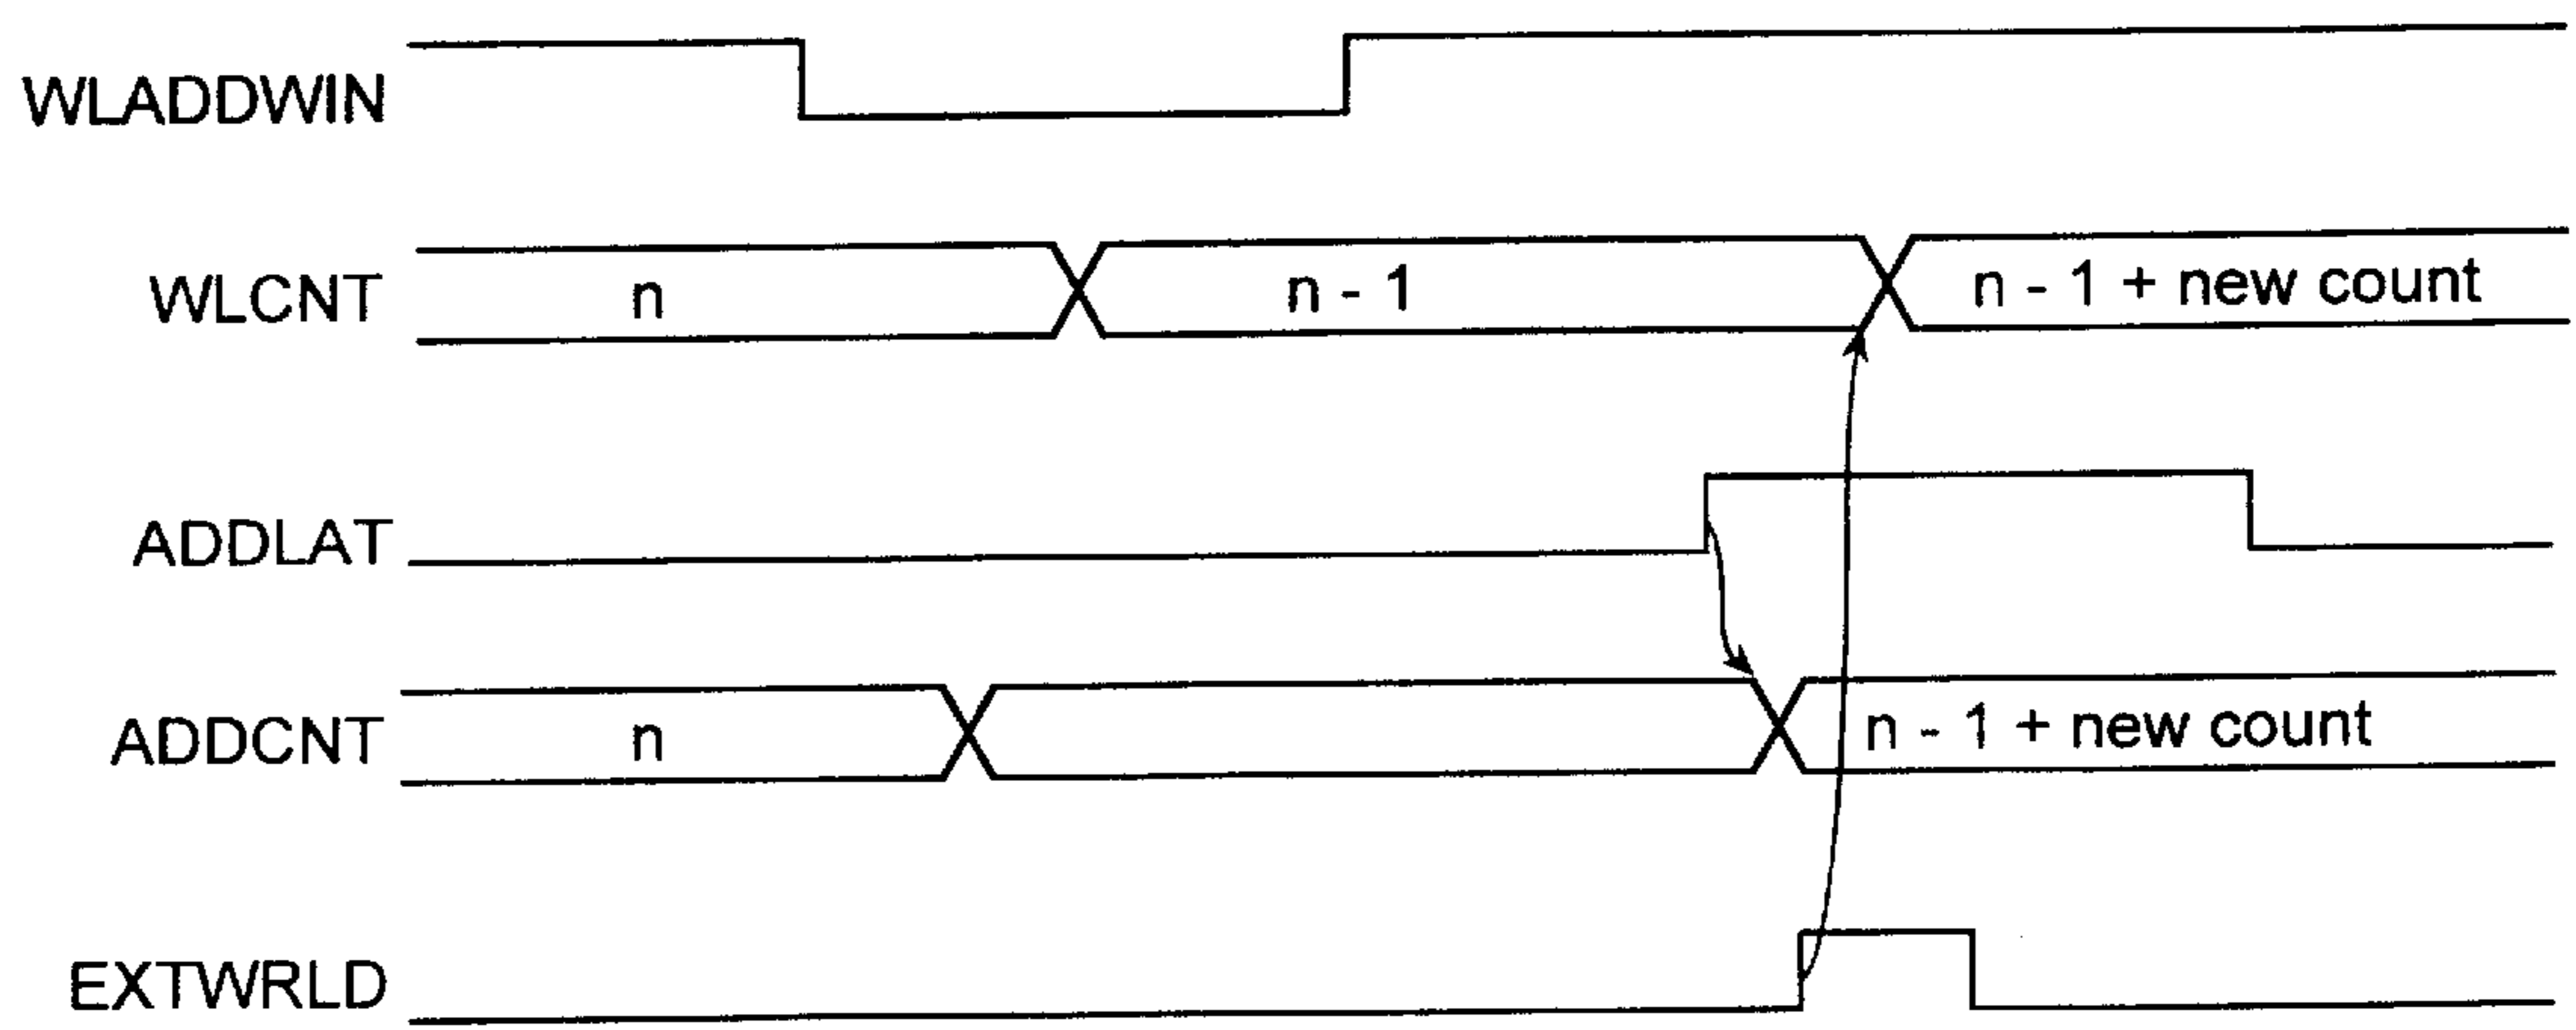 WLADDWIN
WLCNT n n - 1 n - 1 + new count
ADDLAT
ADDCNT n n - 1 + new count
EXTWRLD